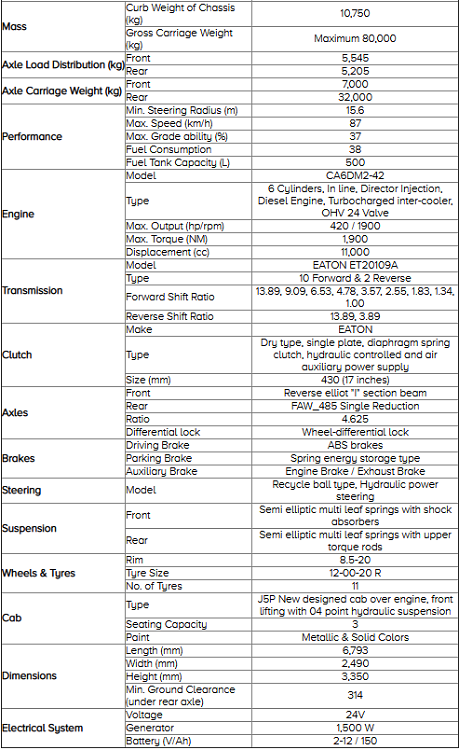 Mass
Curb Weight of Chassis
(kg)
10,750
Gross Carriage Weight
(kg)
Maximum 80,000
Axle Load Distribution (kg)
Front
5,545
Rear
5,205
Axle Carriage Weight (kg)
Front
7,000
Rear
32,000
Performance
Min. Steering Radius (m)
15.6
Max. Speed (km/h)
87
Max. Grade ability (%)
37
Fuel Consumption
38
Fuel Tank Capacity (L)
500
Engine
Model
CA6DM2-42
Type
6 Cylinders, In line, Director Injection,
Diesel Engine, Turbocharged inter-cooler,
OHV 24 Valve
Max. Output (hp/rpm)
420 / 1900
Max. Torque (NM)
1,900
Displacement (cc)
11,000
Transmission
Model
EATON ET20109A
Type
10 Forward & 2 Reverse
Forward Shift Ratio
13.89, 9.09, 6.53, 4.78, 3.57, 2.55, 1.83, 1.34,
1.00
Reverse Shift Ratio
13.89, 3.89
Clutch
Make
EATON
Type
Dry type, single plate, diaphragm spring
clutch, hydraulic controlled and air
auxiliary power supply
Size (mm)
430 (17 inches)
Axles
Front
Reverse elliot "I" section beam
Rear
FAW_485 Single Reduction
Ratio
4.625
Differential lock
Wheel-differential lock
Brakes
Driving Brake
ABS brakes
Parking Brake
Spring energy storage type
Auxiliary Brake
Engine Brake / Exhaust Brake
Steering
Model
Recycle ball type, Hydraulic power
steering
Suspension
Front
Semi elliptic multi leaf springs with shock
absorbers
Rear
Semi elliptic multi leaf springs with upper
torque rods
Wheels & Tyres
Rim
8.5-20
Tyre Size
12-00-20 R
No. of Tyres
11
Cab
Type
J5P New designed cab over engine, front
lifting with 04 point hydraulic suspension
Seating Capacity
3
Paint
Metallic & Solid Colors
Dimensions
Length (mm)
6,793
Width (mm)
2,490
Height (mm)
3,350
Min. Ground Clearance
(under rear axle)
314
Electrical System
Voltage
24V
Generator
1,500 W
Battery (V/Ah)
2-12 / 150